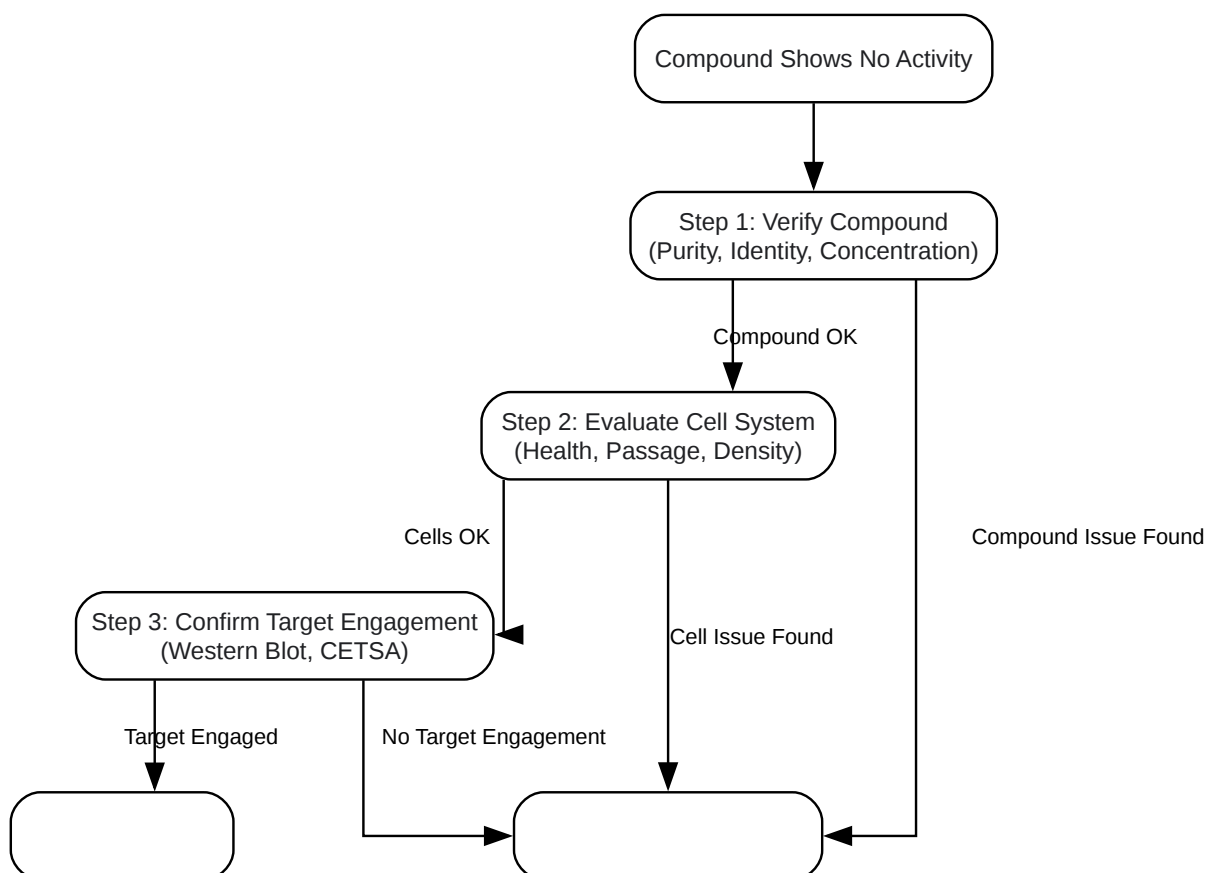 Compound Shows No Activity
Step 1: Verify Compound
(Purity, Identity, Concentration)
Compound OK
Step 2: Evaluate Cell System
(Health, Passage, Density)
Cells OK
Compound Issue Found
Step 3: Confirm Target Engagement
(Western Blot, CETSA)
Cell Issue Found
Target Engaged
No Target Engagement